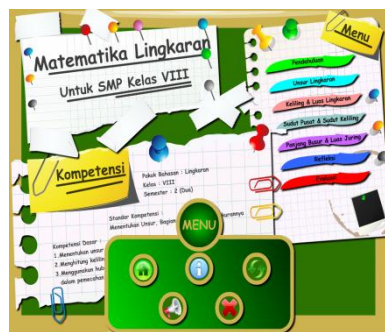 Matematika Lingkaran
Untuk SMP Kelas VIII
Menu
Pendahuluan
Unsur Lingkaran
Keliling & Luas Lingkaran
Sudut Pusat & Sudut Keliling
Panjang Busur & Luas Juring
Refleksi
Evaluasi
Kompetensi
Pokok Bahasan : Lingkaran
Kelas : VIII
Semester : 2 (Dua)
Standar Kompetensi :
Menentukan Unsur, Bagian
Kompetensi Dasar :
1. Menentukan unsur
2. Menghitung kelilin
3. Menggunakan hub
dalam pemecahan
MENU